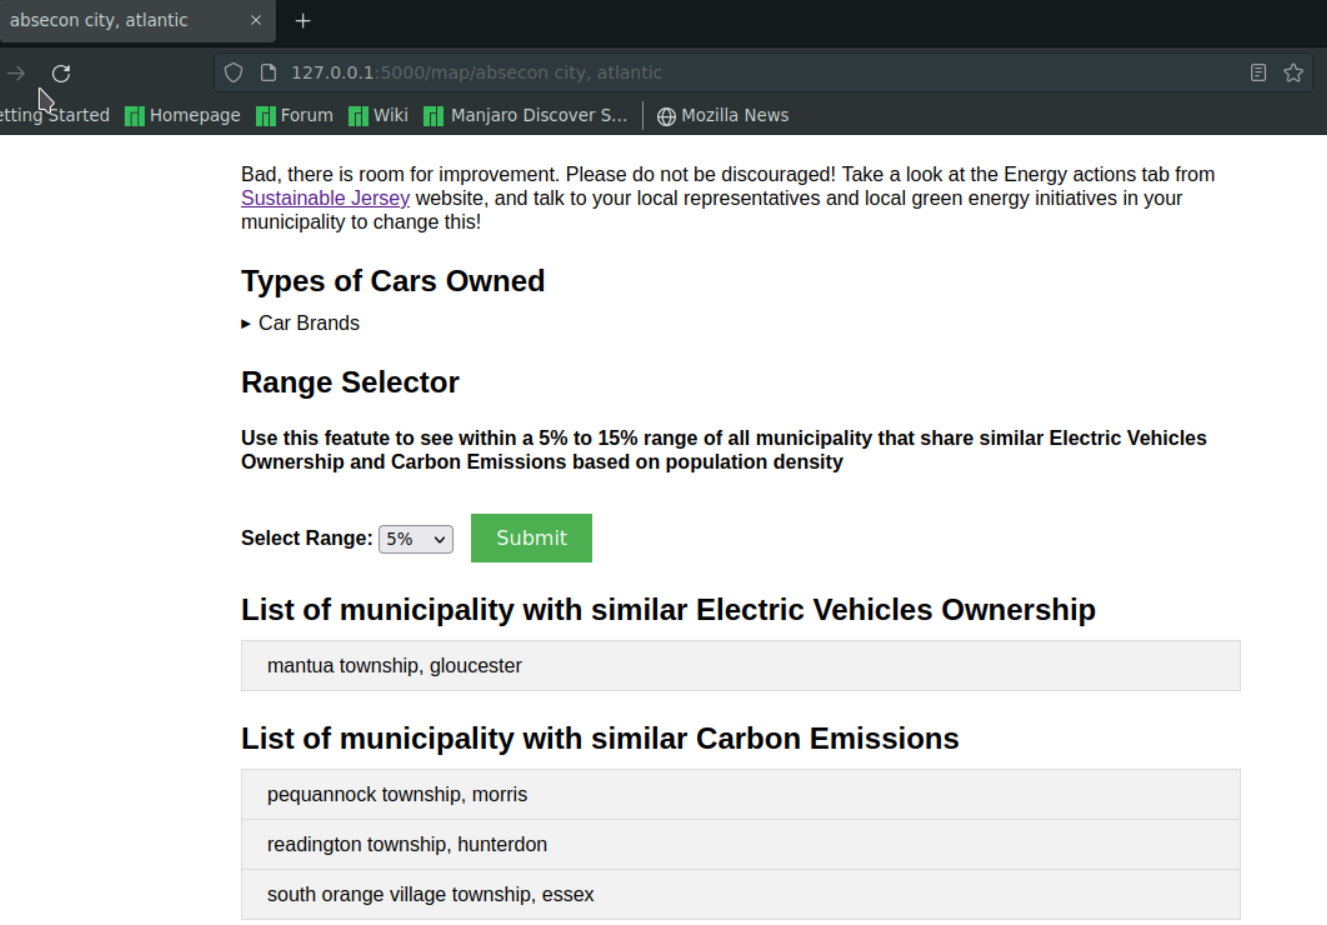 absecon city, atlantic
127.0.0.1:5000/map/absecon city, atlantic
etting Started Homepage Forum Wiki Manjaro Discover S... Mozilla News
Bad, there is room for improvement. Please do not be discouraged! Take a look at the Energy actions tab from
Sustainable Jersey website, and talk to your local representatives and local green energy initiatives in your
municipality to change this!
Types of Cars Owned
Car Brands
Range Selector
Use this featute to see within a 5% to 15% range of all municipality that share similar Electric Vehicles
Ownership and Carbon Emissions based on population density
Select Range: 5% Submit
List of municipality with similar Electric Vehicles Ownership
mantua township, gloucester
List of municipality with similar Carbon Emissions
pequannock township, morris
readington township, hunterdon
south orange village township, essex